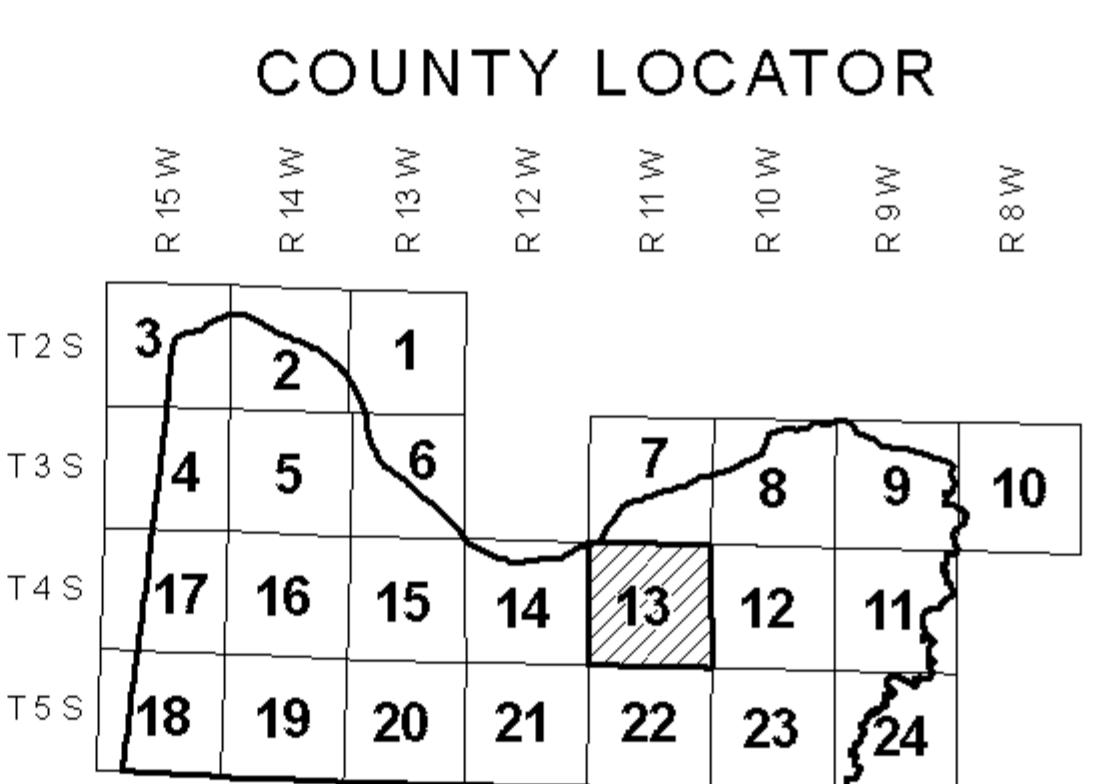 COUNTY LOCATOR
R 15 W R 14 W R 13 W R 12 W R 11 W R 10 W R 9 W R 8 W
T 2 S 3 2 1
T 3 S 4 5 6 7 8 9 10
T 4 S 17 16 15 14 13 12 11
T 5 S 18 19 20 21 22 23 24